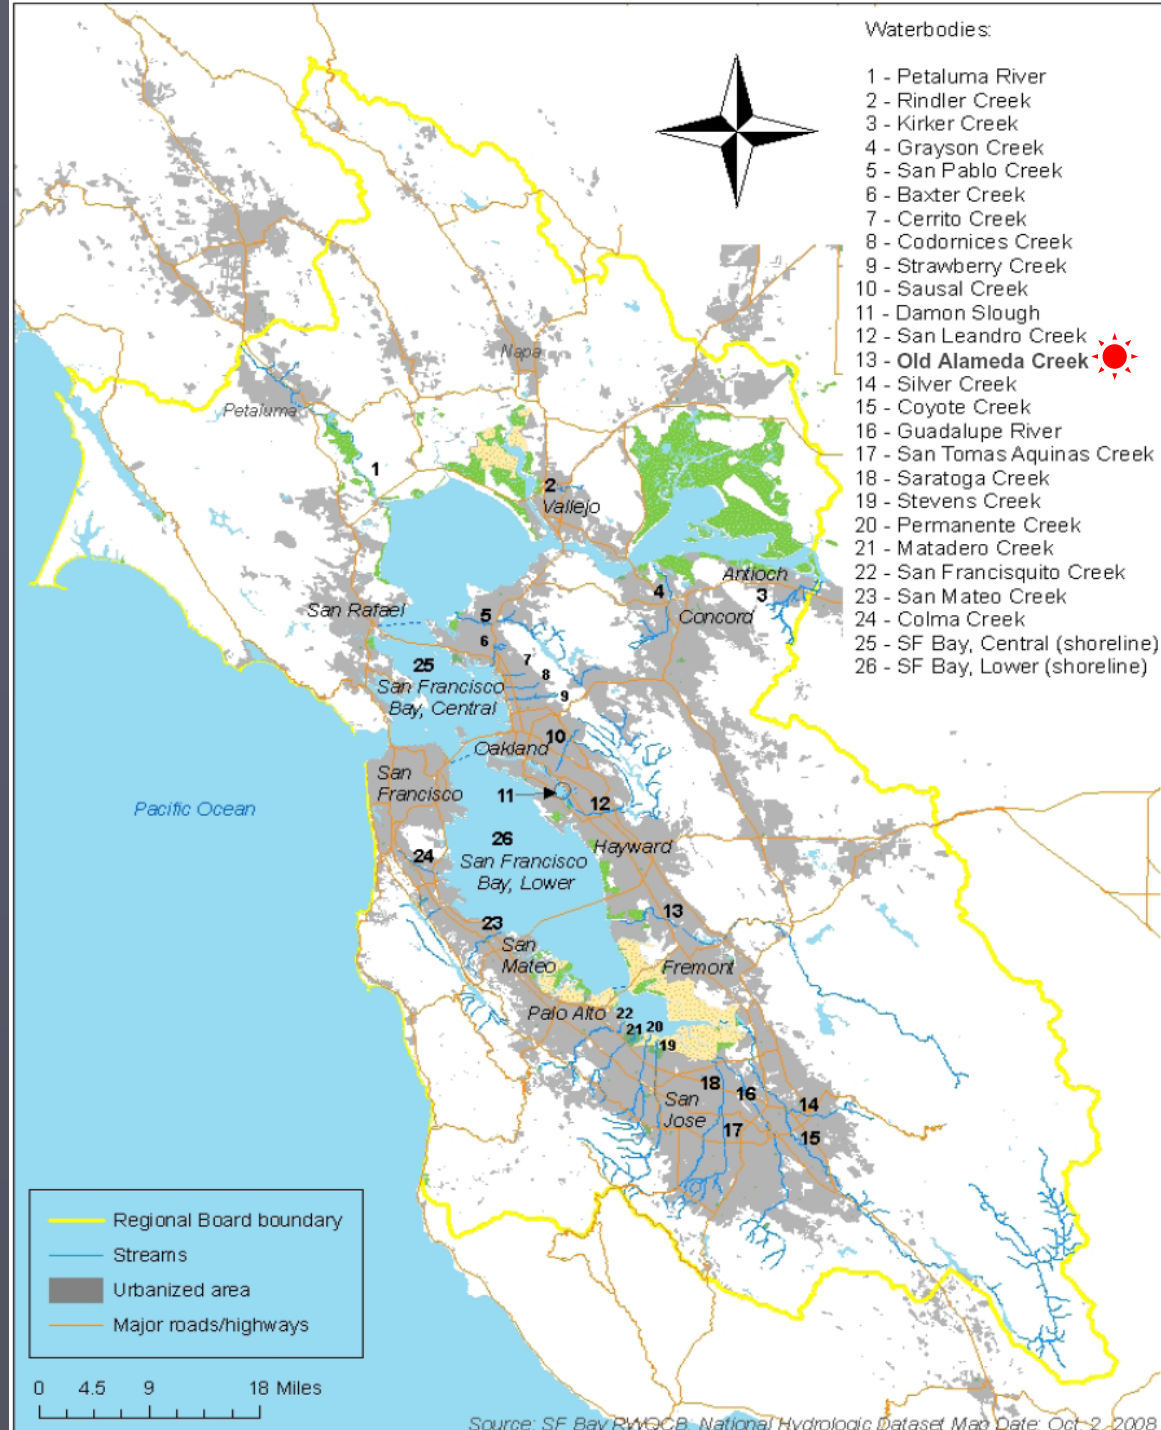 Waterbodies:
1 - Petaluma River
2 - Rindler Creek
3 - Kirker Creek
4 - Grayson Creek
5 - San Pablo Creek
6 - Baxter Creek
7 - Cerrito Creek
8 - Codornices Creek
9 - Strawberry Creek
10 - Sausal Creek
11 - Damon Slough
12 - San Leandro Creek
13 - Old Alameda Creek
14 - Silver Creek
15 - Coyote Creek
16 - Guadalupe River
17 - San Tomas Aquinas Creek
18 - Saratoga Creek
19 - Stevens Creek
20 - Permanente Creek
21 - Matadero Creek
22 - San Francisquito Creek
23 - San Mateo Creek
24 - Colma Creek
25 - SF Bay, Central (shoreline)
26 - SF Bay, Lower (shoreline)
Napa
Petaluma
1
2
Vallejo
Antioch
4
3
San Rafael
5
Concord
6
25
7
8
San Francisco
Bay, Central
9
10
Oakland
San
Francisco
11
12
Pacific Ocean
26
Hayward
24
San Francisco
Bay, Lower
13
23
San
Mateo
Fremont
Palo Alto
22
21
20
19
18
16
San
Jose
14
17
15
Regional Board boundary
Streams
Urbanized area
Major roads/highways
0 4.5 9 18 Miles
Source: SF Bay RWQCB, National Hydrologic Dataset Map Date: Oct. 2, 2008